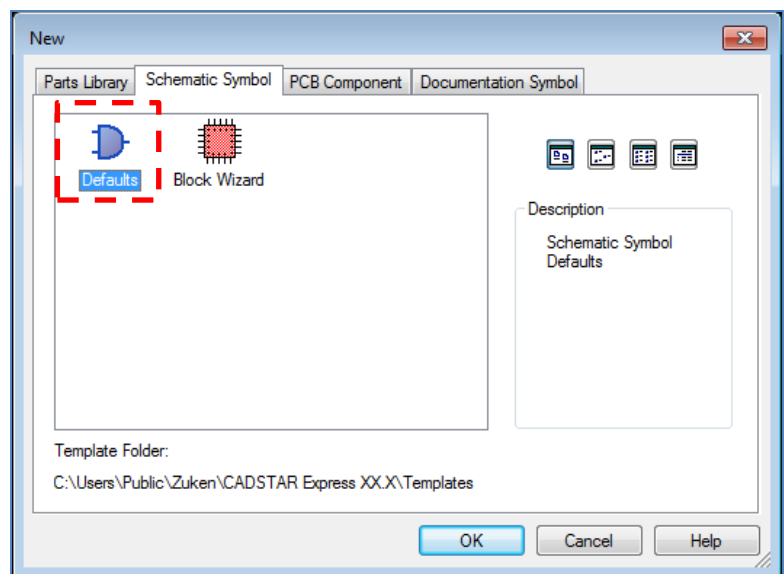 New
Parts Library Schematic Symbol PCB Component Documentation Symbol
Defaults Block Wizard
Description
Schematic Symbol
Defaults
Template Folder:
C:\Users\Public\Zuken\CADSTAR Express XX.X\Templates
OK Cancel Help